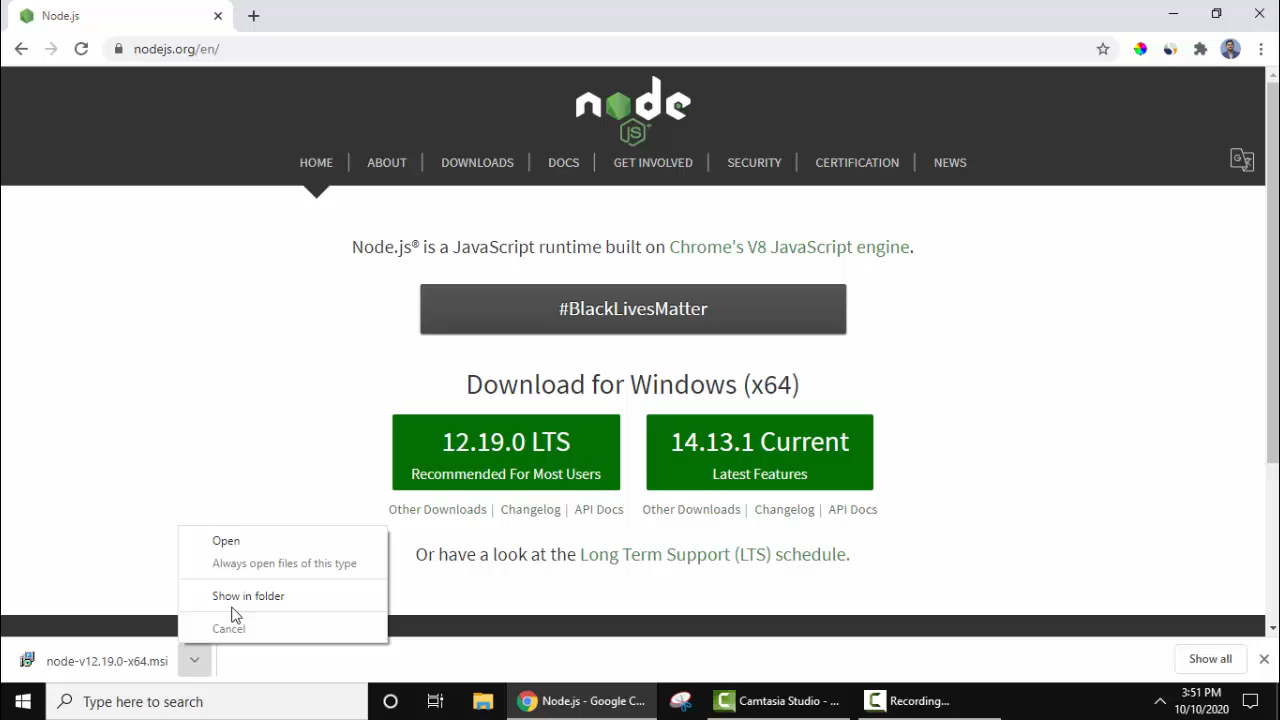 Node.js
nodejs.org/en/
node
JS
HOME ABOUT DOWNLOADS DOCS GET INVOLVED SECURITY CERTIFICATION NEWS
Node.js® is a JavaScript runtime built on Chrome's V8 JavaScript engine.
#BlackLivesMatter
Download for Windows (x64)
12.19.0 LTS
Recommended For Most Users
14.13.1 Current
Latest Features
Other Downloads | Changelog | API Docs
Other Downloads | Changelog | API Docs
Or have a look at the Long Term Support (LTS) schedule.
Open
Always open files of this type
Show in folder
Cancel
node-v12.19.0-x64.msi
Show all
Type here to search
Node.js - Google C...
Camtasia Studio - ...
Recording...
3:51 PM
10/10/2020